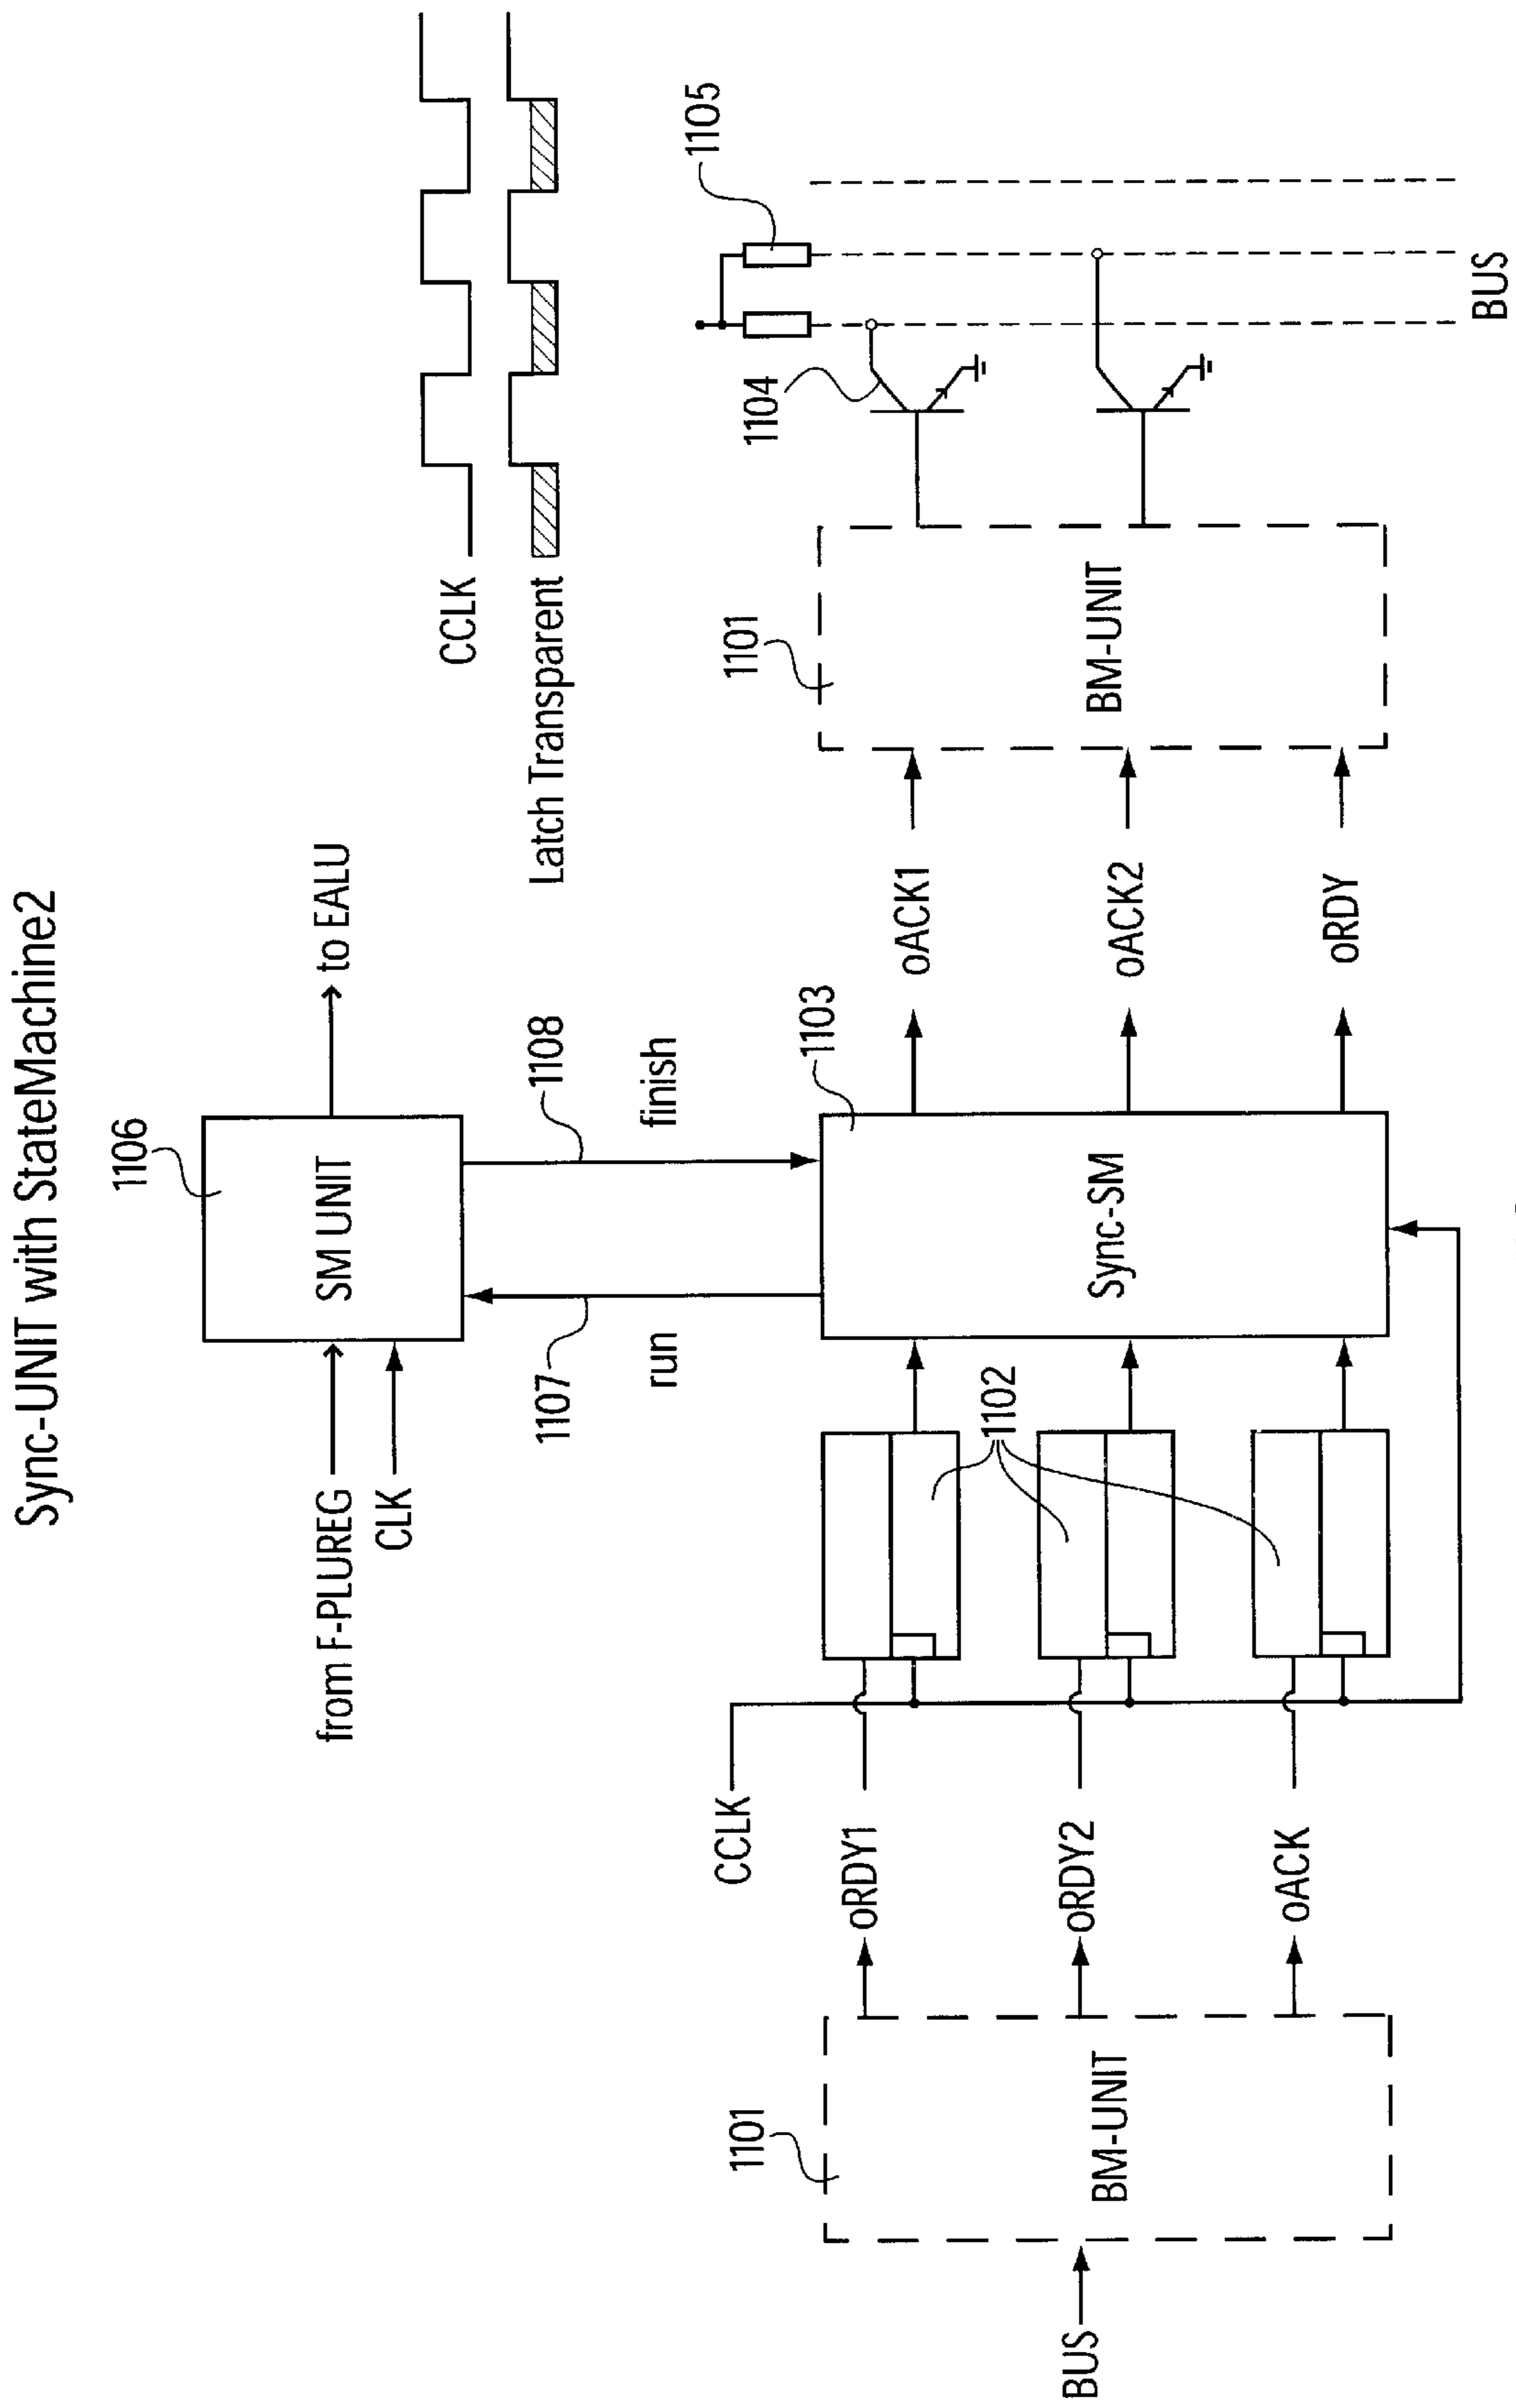 Sync-UNIT with StateMachine2
1106
from F-PLUREG
CLK
SM UNIT
to EALU
CCLK
Latch Transparent
1107
run
1108
finish
1101
BUS
BM-UNIT
CCLK
oRDY1
oRDY2
oACK
1102
1103
Sync-SM
oACK1
oACK2
oRDY
1101
BM-UNIT
1104
1105
BUS